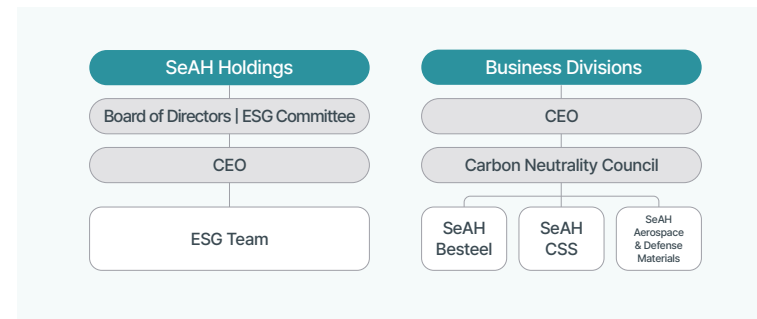 SeAH Holdings
Board of Directors | ESG Committee
CEO
ESG Team
Business Divisions
CEO
Carbon Neutrality Council
SeAH
Besteel
SeAH
CSS
SeAH
Aerospace
& Defense
Materials